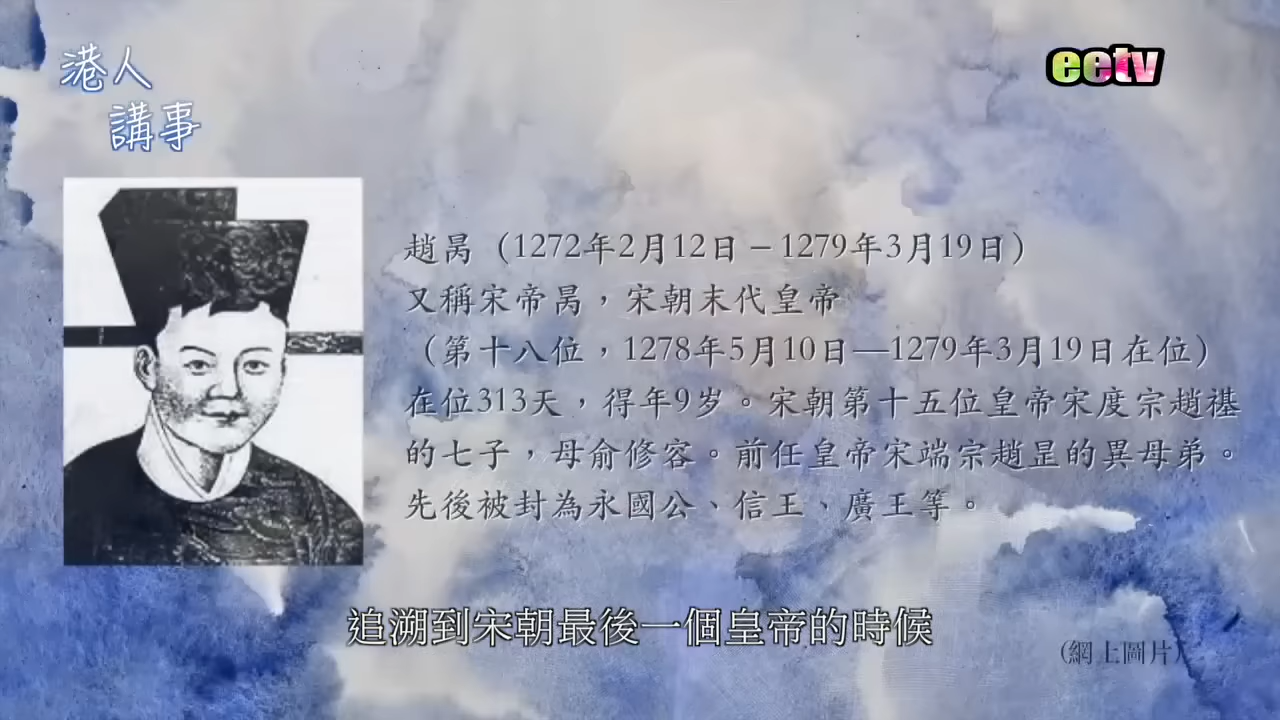 港人
講事
eetv
趙昺（1272年2月12日－1279年3月19日）
又稱宋帝昺，宋朝末代皇帝
（第十八位，1278年5月10日—1279年3月19日在位）
在位313天，得年9岁。宋朝第十五位皇帝宋度宗趙禥
的七子，母俞修容。前任皇帝宋端宗趙昰的異母弟。
先後被封為永國公、信王、廣王等。
追溯到宋朝最後一個皇帝的時候
(網上圖片)